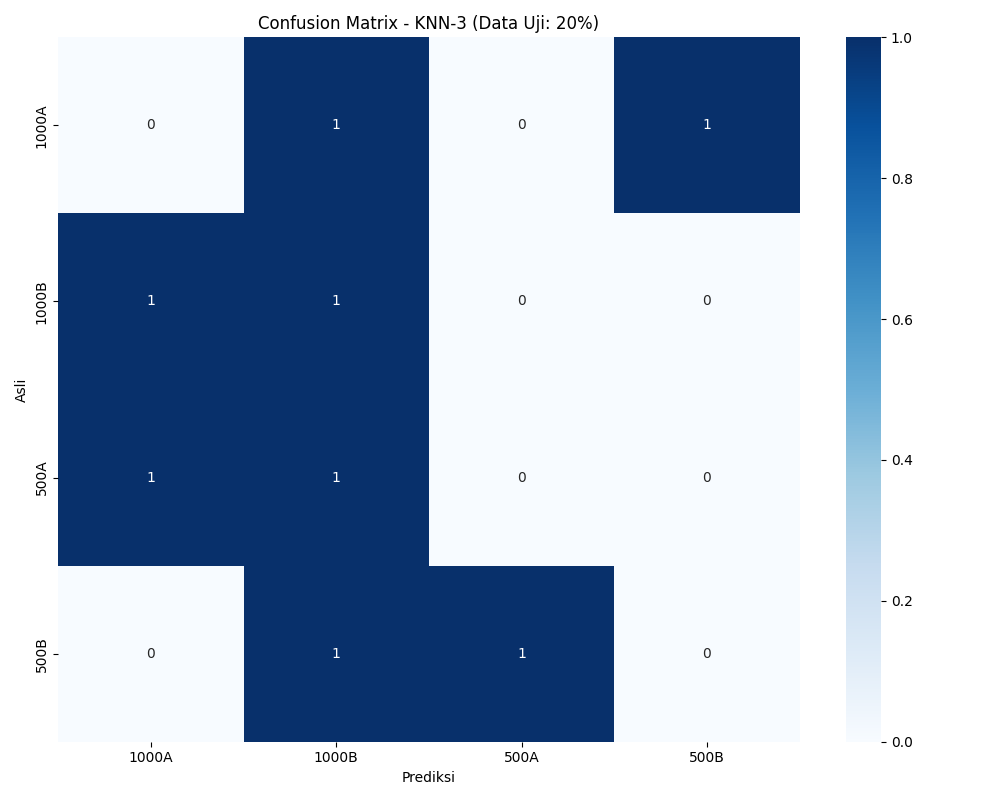 Confusion Matrix - KNN-3 (Data Uji: 20%)
Asli
1000A
0 1 0 1
1000B
1 1 0 0
500A
1 1 0 0
500B
0 1 1 0
1000A 1000B 500A 500B
Prediksi
1.0
0.8
0.6
0.4
0.2
0.0